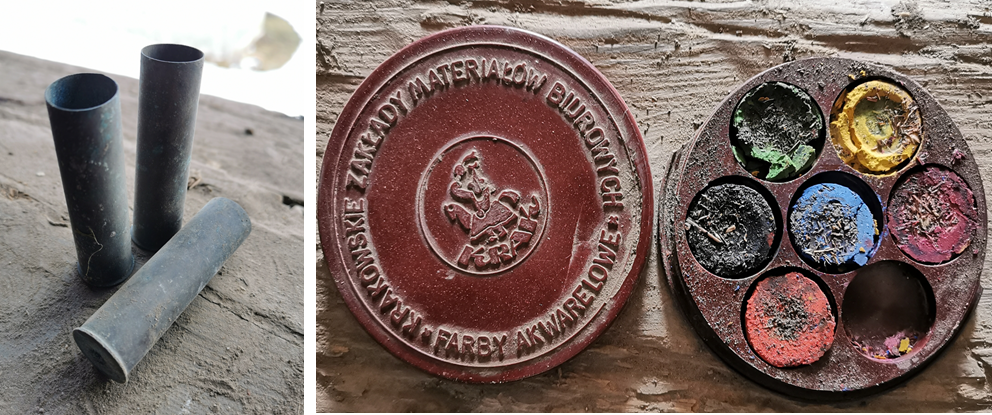 KRAKOWSKIE ZAKŁADY MATERIAŁÓW BIUROWYCH
FARBY AKWARELOWE
KRAK